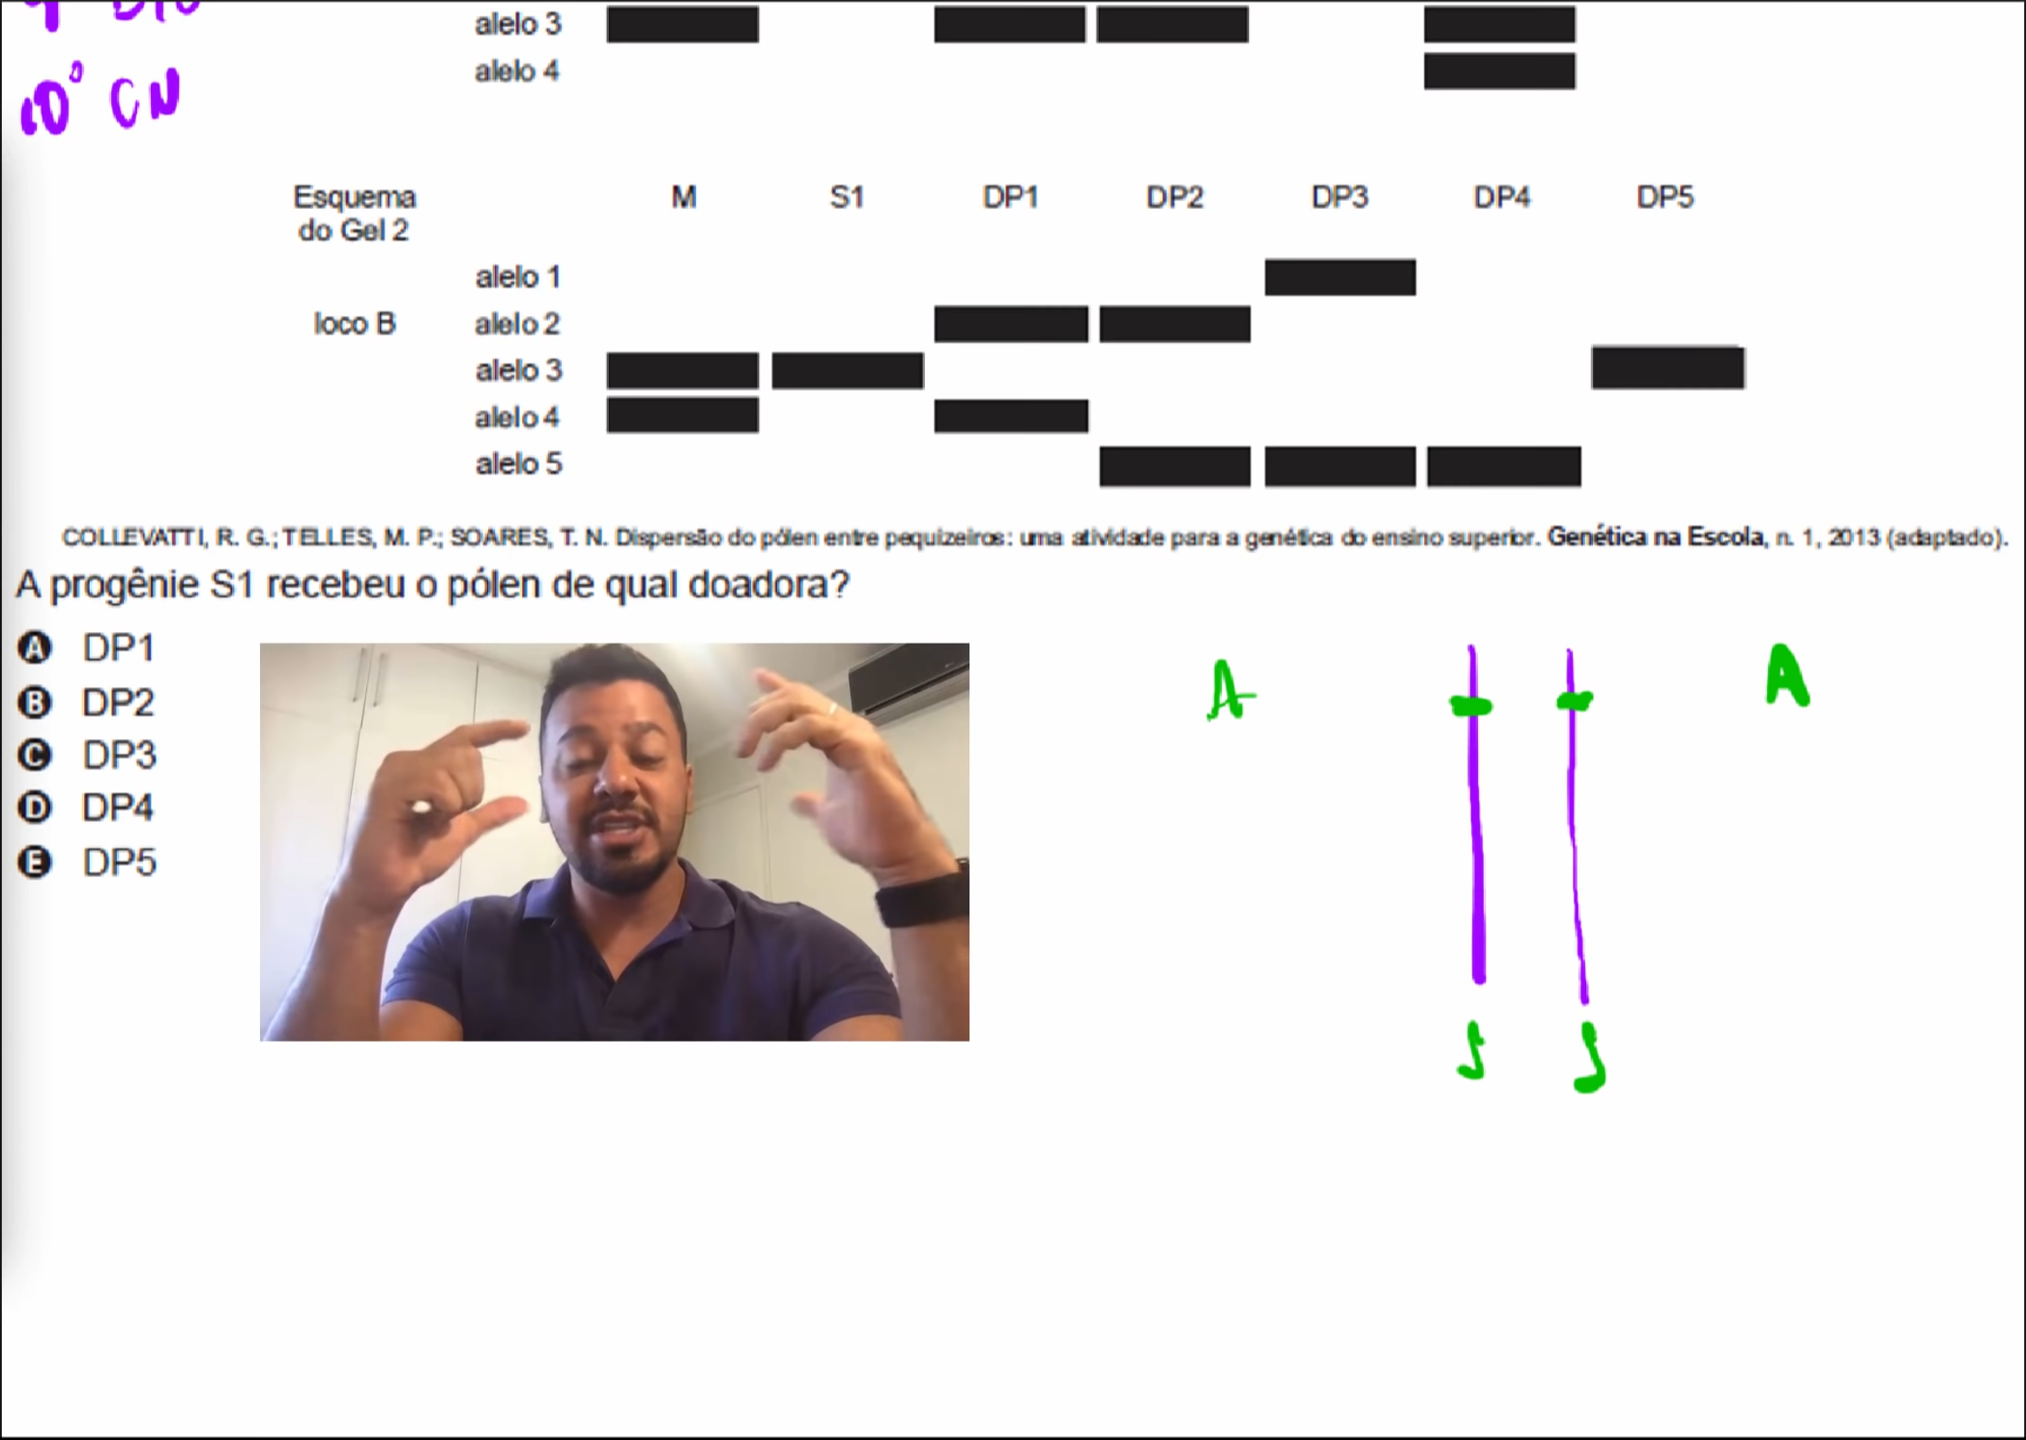 alelo 3
alelo 4
10° CN
Esquema do Gel 2 M S1 DP1 DP2 DP3 DP4 DP5
alelo 1
loco B alelo 2
alelo 3
alelo 4
alelo 5
COLLEVATTI, R. G.; TELLES, M. P.; SOARES, T. N. Dispersão do pólen entre pequizeiros: uma atividade para a genética do ensino superior. Genética na Escola, n. 1, 2013 (adaptado).
A progênie S1 recebeu o pólen de qual doadora?
A DP1
B DP2
C DP3
D DP4
E DP5
A A